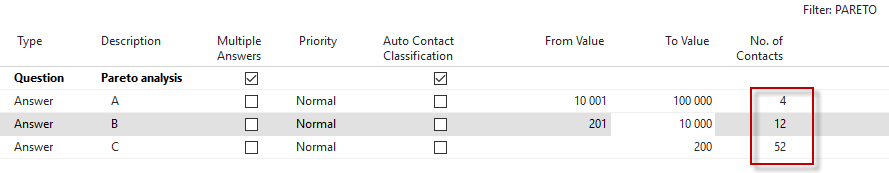 Filter: PARETO
Type Description Multiple Answers Priority Auto Contact Classification From Value To Value No. of Contacts
Question Pareto analysis
Answer A Normal 10 001 100 000 4
Answer B Normal 201 10 000 12
Answer C Normal 200 52